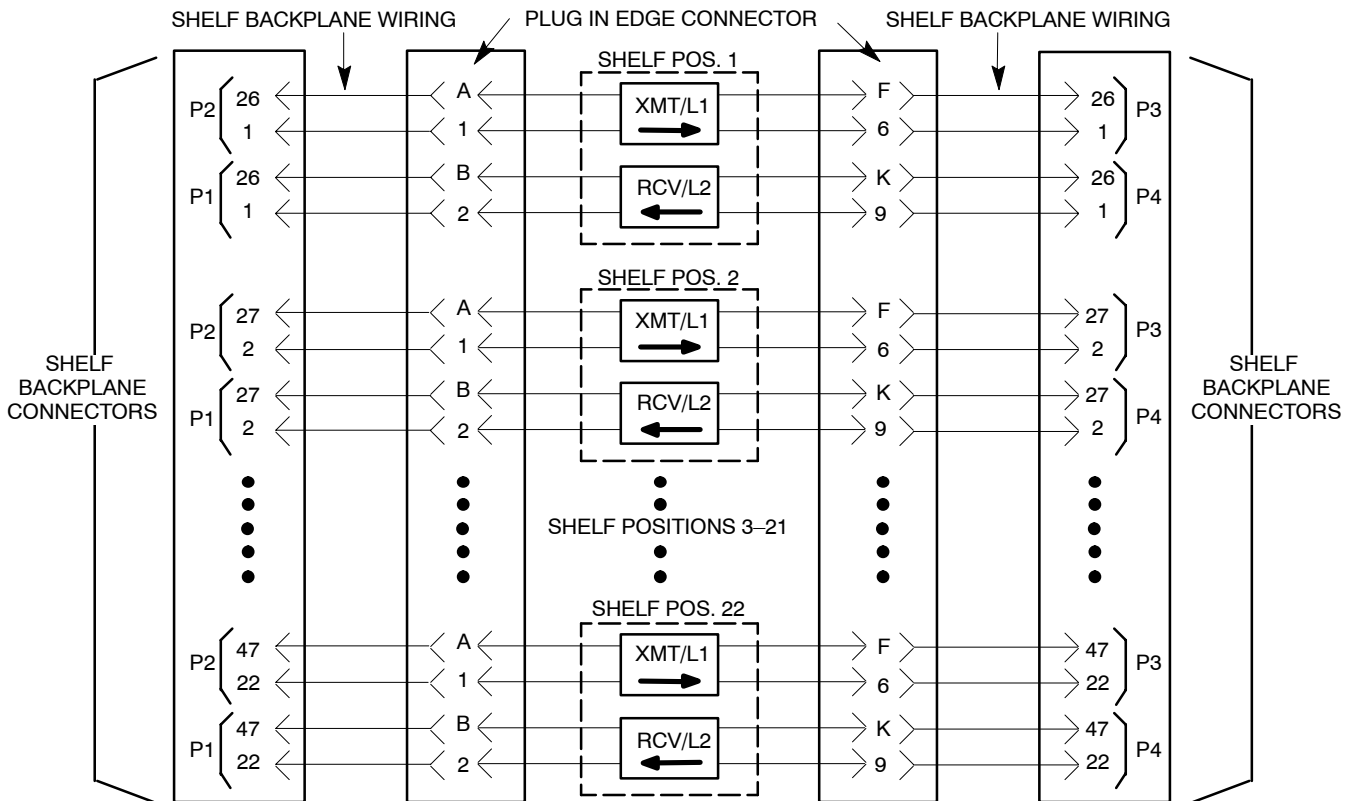 SHELF BACKPLANE WIRING PLUG IN EDGE CONNECTOR SHELF BACKPLANE WIRING
SHELF POS. 1
P2 26 A XMT/L1 F 26 P3
1 1 6 1
P1 26 B RCV/L2 K 26 P4
1 2 9 1
SHELF POS. 2
P2 27 A XMT/L1 F 27 P3
2 1 6 2
P1 27 B RCV/L2 K 27 P4
2 2 9 2
SHELF
BACKPLANE
CONNECTORS
SHELF
BACKPLANE
CONNECTORS
SHELF POSITIONS 3–21
SHELF POS. 22
P2 47 A XMT/L1 F 47 P3
22 1 6 22
P1 47 B RCV/L2 K 47 P4
22 2 9 22